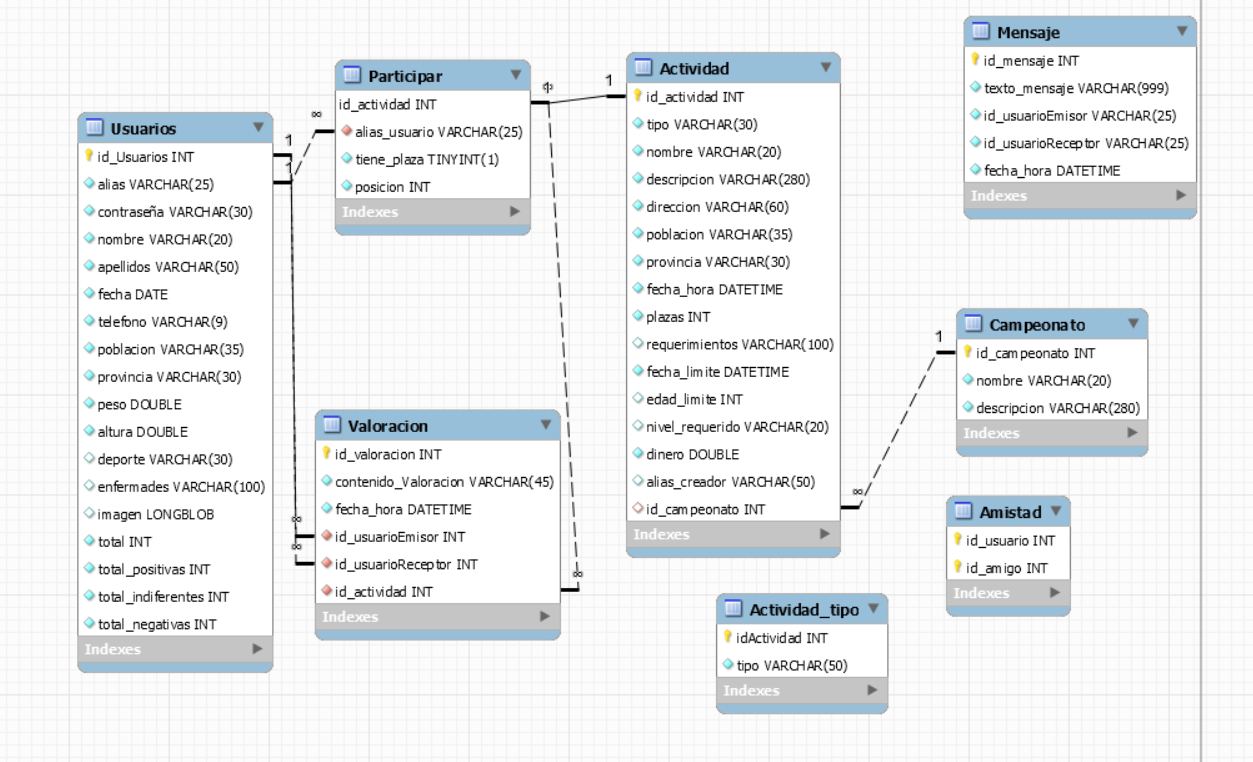 Usuarios
id_Usuarios INT
alias VARCHAR(25)
contraseña VARCHAR(30)
nombre VARCHAR(20)
apellidos VARCHAR(50)
fecha DATE
telefono VARCHAR(9)
poblacion VARCHAR(35)
provincia VARCHAR(30)
peso DOUBLE
altura DOUBLE
deporte VARCHAR(30)
enfermades VARCHAR(100)
imagen LONGBLOB
total INT
total_positivas INT
total_indiferentes INT
total_negativas INT
Indexes
1
1
∞
Participar
id_actividad INT
alias_usuario VARCHAR(25)
tiene_plaza TINYINT(1)
posicion INT
Indexes
1
Valoracion
id_valoracion INT
contenido_Valoracion VARCHAR(45)
fecha_hora DATETIME
id_usuarioEmisor INT
id_usuarioReceptor INT
id_actividad INT
Indexes
∞
∞
∞
Actividad
id_actividad INT
tipo VARCHAR(30)
nombre VARCHAR(20)
descripcion VARCHAR(280)
direccion VARCHAR(60)
poblacion VARCHAR(35)
provincia VARCHAR(30)
fecha_hora DATETIME
plazas INT
requerimientos VARCHAR(100)
fecha_limite DATETIME
edad_limite INT
nivel_requerido VARCHAR(20)
dinero DOUBLE
alias_creador VARCHAR(50)
id_campeonato INT
Indexes
∞
1
Actividad_tipo
idActividad INT
tipo VARCHAR(50)
Indexes
Mensaje
id_mensaje INT
texto_mensaje VARCHAR(999)
id_usuarioEmisor VARCHAR(25)
id_usuarioReceptor VARCHAR(25)
fecha_hora DATETIME
Indexes
Campeonato
id_campeonato INT
nombre VARCHAR(20)
descripcion VARCHAR(280)
Indexes
Amistad
id_usuario INT
id_amigo INT
Indexes